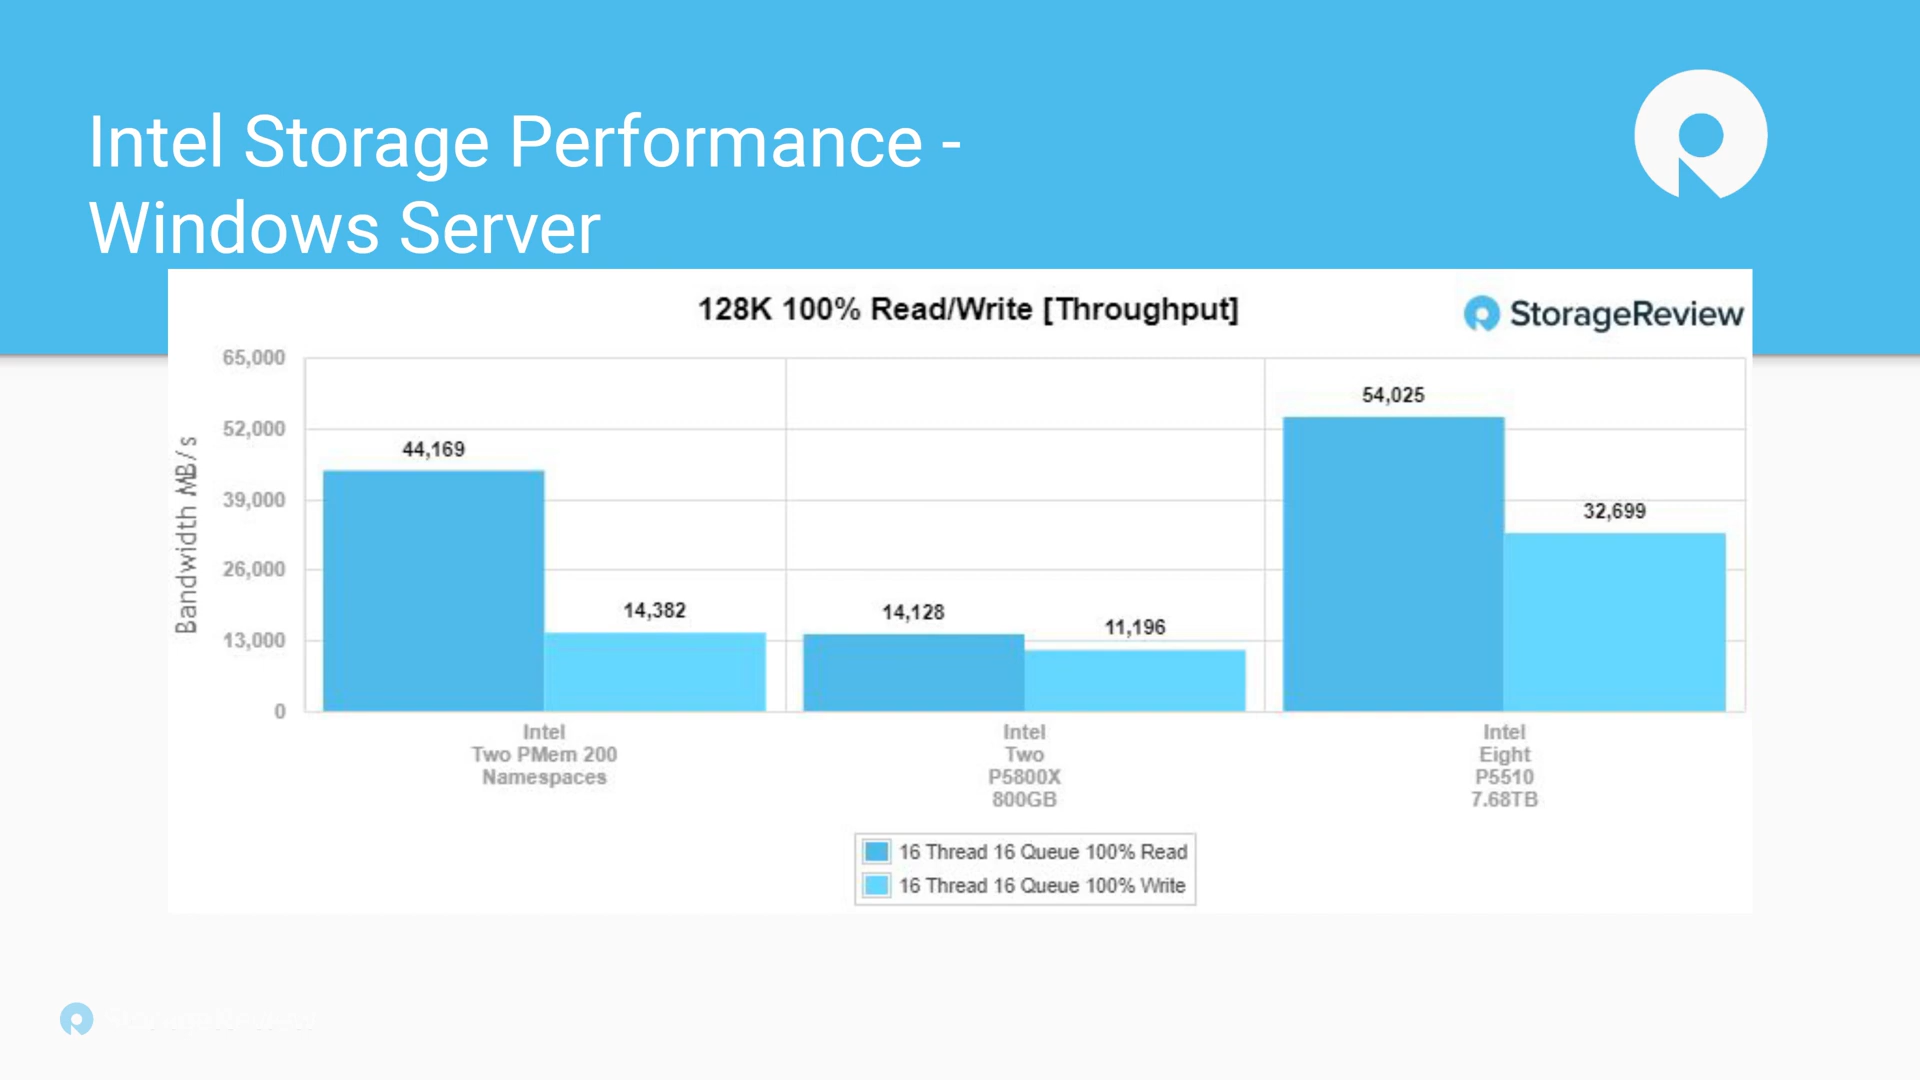 Intel Storage Performance -
Windows Server
128K 100% Read/Write [Throughput]
StorageReview
Bandwidth MB/s
65,000
52,000
39,000
26,000
13,000
0
44,169
14,382
14,128
11,196
54,025
32,699
Intel
Two PMem 200
Namespaces
Intel
Two
P5800X
800GB
Intel
Eight
P5510
7.68TB
16 Thread 16 Queue 100% Read
16 Thread 16 Queue 100% Write
StorageReview